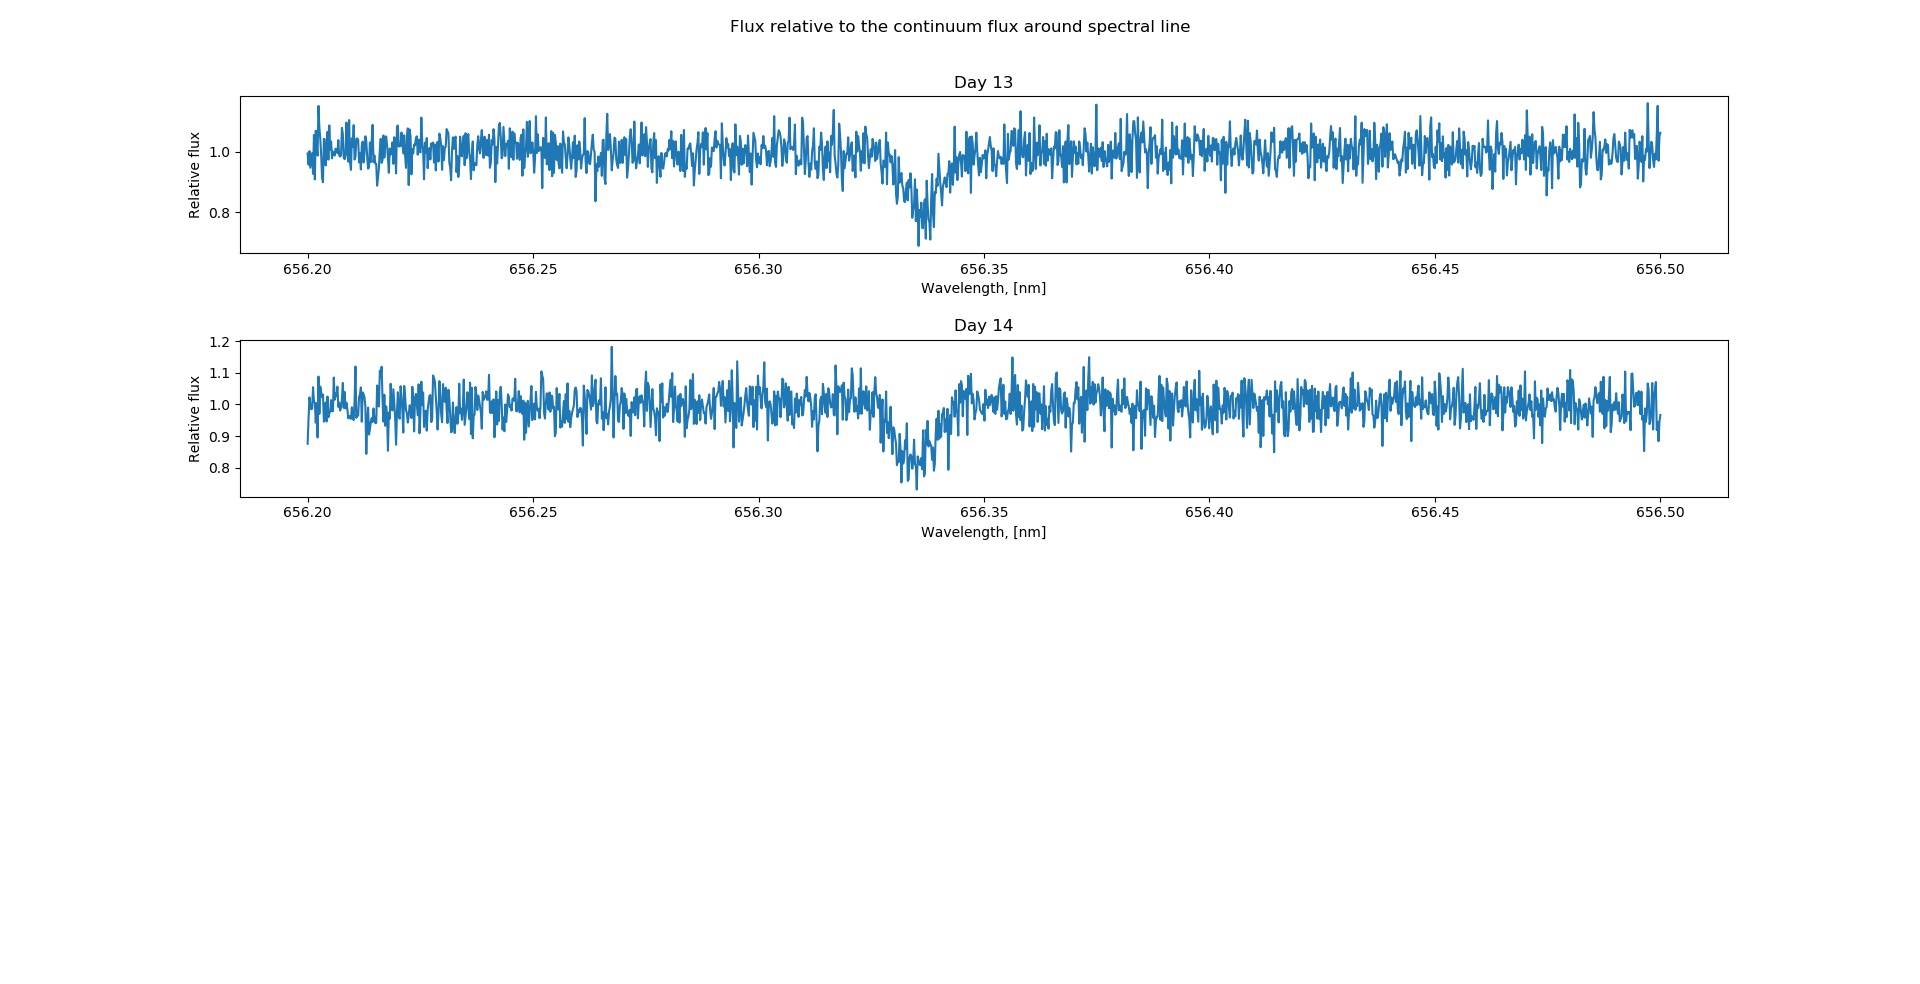 Flux relative to the continuum flux around spectral line
Day 13
Relative flux
1.0
0.8
656.20 656.25 656.30 656.35 656.40 656.45 656.50
Wavelength, [nm]
Day 14
Relative flux
1.2
1.1
1.0
0.9
0.8
656.20 656.25 656.30 656.35 656.40 656.45 656.50
Wavelength, [nm]